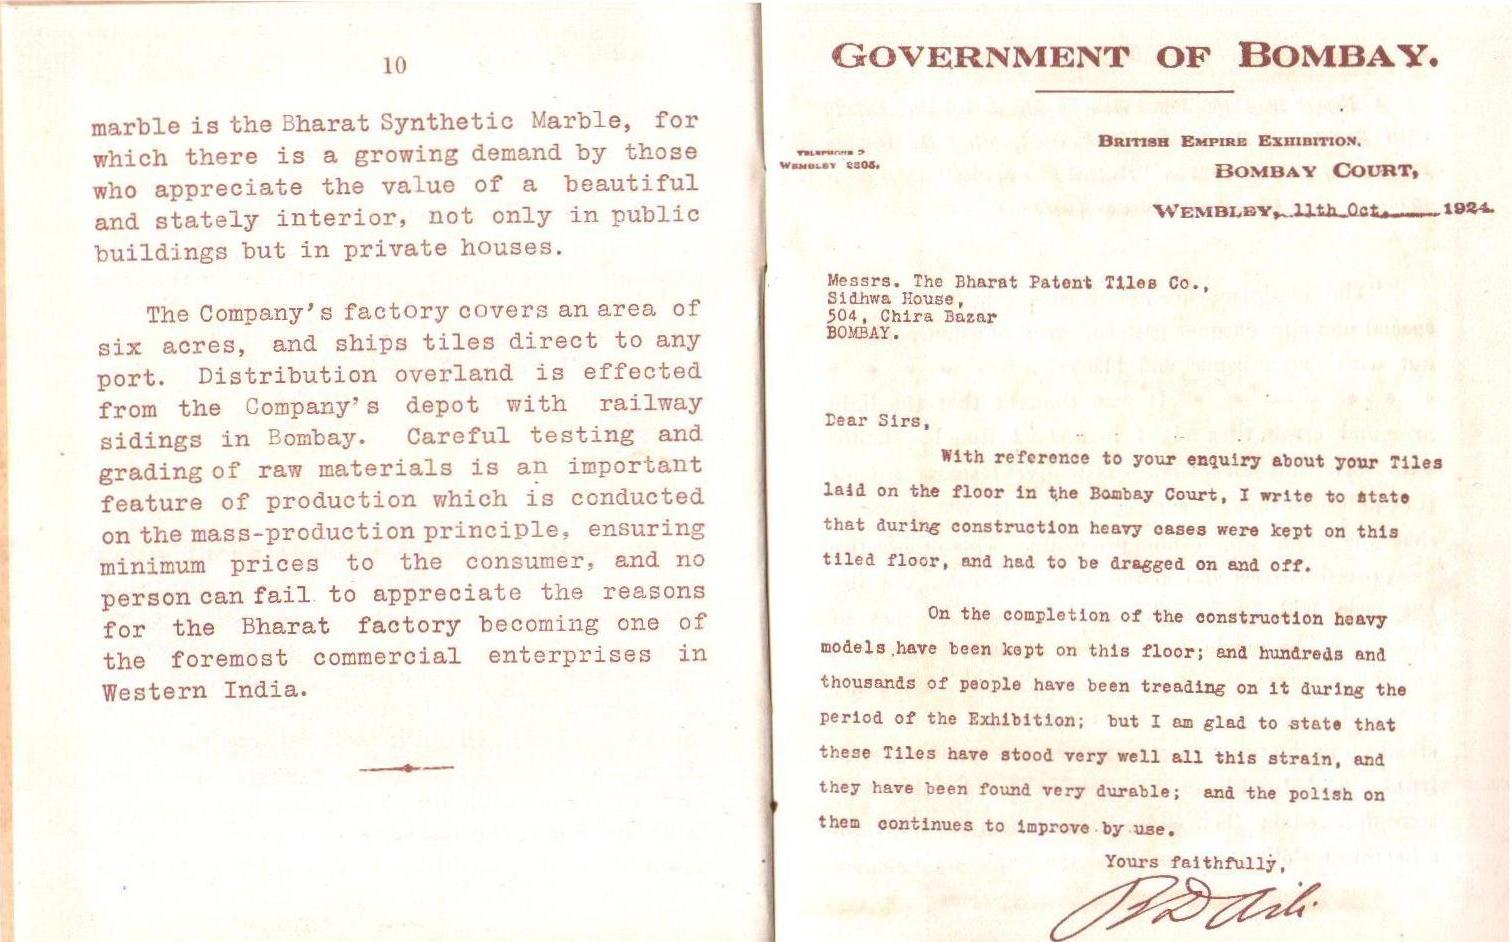 10
marble is the Bharat Synthetic Marble, for
which there is a growing demand by those
who appreciate the value of a beautiful
and stately interior, not only in public
buildings but in private houses.
The Company's factory covers an area of
six acres, and ships tiles direct to any
port. Distribution overland is effected
from the Company's depot with railway
sidings in Bombay. Careful testing and
grading of raw materials is an important
feature of production which is conducted
on the mass-production principle, ensuring
minimum prices to the consumer, and no
person can fail to appreciate the reasons
for the Bharat factory becoming one of
the foremost commercial enterprises in
Western India.
GOVERNMENT OF BOMBAY.
BRITISH EMPIRE EXHIBITION.
TELEPHONE
WEMBLEY
BOMBAY COURT,
WEMBLEY, 11th Oct. 1924.
Messrs. The Bharat Patent Tiles Co.,
Sidhwa House,
504, Chira Bazar
BOMBAY.
Dear Sirs,
With reference to your enquiry about your Tiles
laid on the floor in the Bombay Court, I write to state
that during construction heavy cases were kept on this
tiled floor, and had to be dragged on and off.
On the completion of the construction heavy
models have been kept on this floor; and hundreds and
thousands of people have been treading on it during the
period of the Exhibition; but I am glad to state that
these Tiles have stood very well all this strain, and
they have been found very durable; and the polish on
them continues to improve by use.
Yours faithfully,